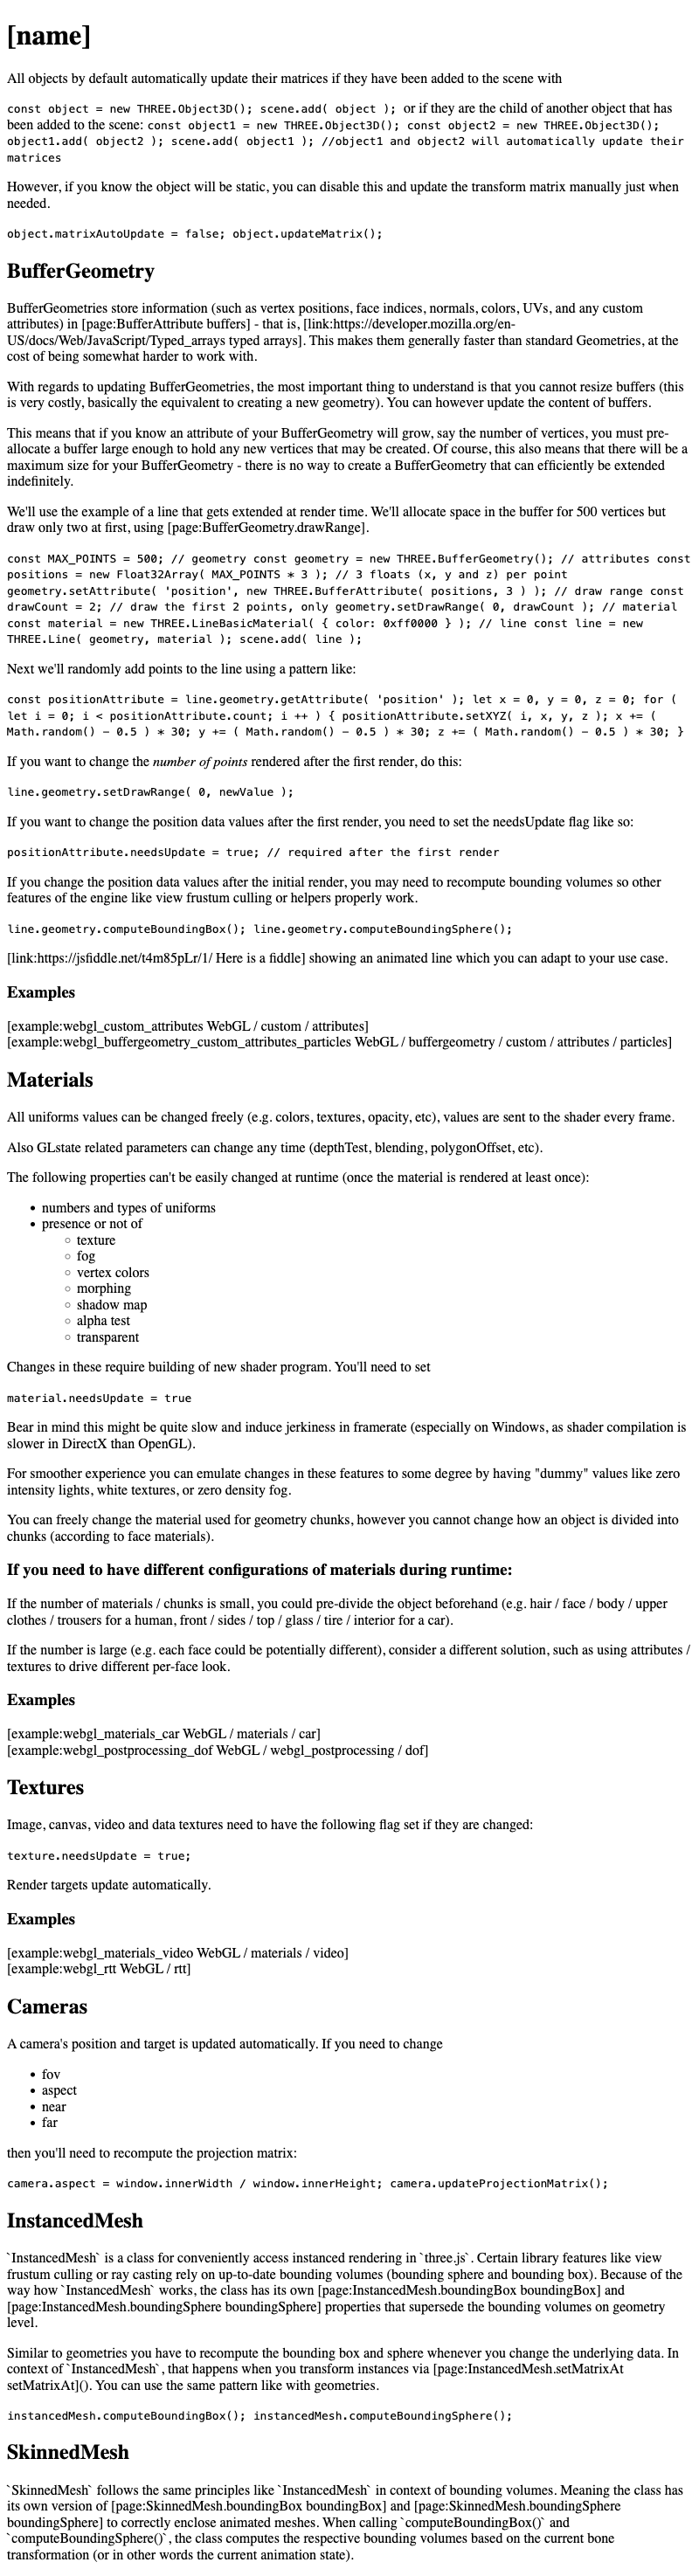 [name]
All objects by default automatically update their matrices if they have been added to the scene with
const object = new THREE.Object3D(); scene.add( object ); or if they are the child of another object that has
been added to the scene: const object1 = new THREE.Object3D(); const object2 = new THREE.Object3D();
object1.add( object2 ); scene.add( object1 ); //object1 and object2 will automatically update their
matrices
However, if you know the object will be static, you can disable this and update the transform matrix manually just when
needed.
object.matrixAutoUpdate = false; object.updateMatrix();
BufferGeometry
BufferGeometries store information (such as vertex positions, face indices, normals, colors, UVs, and any custom
attributes) in [page:BufferAttribute buffers] - that is, [link:https://developer.mozilla.org/en-
US/docs/Web/JavaScript/Typed_arrays typed arrays]. This makes them generally faster than standard Geometries, at the
cost of being somewhat harder to work with.
With regards to updating BufferGeometries, the most important thing to understand is that you cannot resize buffers (this
is very costly, basically the equivalent to creating a new geometry). You can however update the content of buffers.
This means that if you know an attribute of your BufferGeometry will grow, say the number of vertices, you must pre-
allocate a buffer large enough to hold any new vertices that may be created. Of course, this also means that there will be a
maximum size for your BufferGeometry - there is no way to create a BufferGeometry that can efficiently be extended
indefinitely.
We'll use the example of a line that gets extended at render time. We'll allocate space in the buffer for 500 vertices but
draw only two at first, using [page:BufferGeometry.drawRange].
const MAX_POINTS = 500; // geometry const geometry = new THREE.BufferGeometry(); // attributes const
positions = new Float32Array( MAX_POINTS * 3 ); // 3 floats (x, y and z) per point
geometry.setAttribute( 'position', new THREE.BufferAttribute( positions, 3 ) ); // draw range const
drawCount = 2; // draw the first 2 points, only geometry.setDrawRange( 0, drawCount ); // material
const material = new THREE.LineBasicMaterial( { color: 0xff0000 } ); // line const line = new
THREE.Line( geometry, material ); scene.add( line );
Next we'll randomly add points to the line using a pattern like:
const positionAttribute = line.geometry.getAttribute( 'position' ); let x = 0, y = 0, z = 0; for (
let i = 0; i < positionAttribute.count; i ++ ) { positionAttribute.setXYZ( i, x, y, z ); x += (
Math.random() - 0.5 ) * 30; y += ( Math.random() - 0.5 ) * 30; z += ( Math.random() - 0.5 ) * 30; }
If you want to change the number of points rendered after the first render, do this:
line.geometry.setDrawRange( 0, newValue );
If you want to change the position data values after the first render, you need to set the needsUpdate flag like so:
positionAttribute.needsUpdate = true; // required after the first render
If you change the position data values after the initial render, you may need to recompute bounding volumes so other
features of the engine like view frustum culling or helpers properly work.
line.geometry.computeBoundingBox(); line.geometry.computeBoundingSphere();
[link:https://jsfiddle.net/t4m85pLr/1/ Here is a fiddle] showing an animated line which you can adapt to your use case.
Examples
[example:webgl_custom_attributes WebGL / custom / attributes]
[example:webgl_buffergeometry_custom_attributes_particles WebGL / buffergeometry / custom / attributes / particles]
Materials
All uniforms values can be changed freely (e.g. colors, textures, opacity, etc), values are sent to the shader every frame.
Also GLstate related parameters can change any time (depthTest, blending, polygonOffset, etc).
The following properties can't be easily changed at runtime (once the material is rendered at least once):
numbers and types of uniforms
presence or not of
texture
fog
vertex colors
morphing
shadow map
alpha test
transparent
Changes in these require building of new shader program. You'll need to set
material.needsUpdate = true
Bear in mind this might be quite slow and induce jerkiness in framerate (especially on Windows, as shader compilation is
slower in DirectX than OpenGL).
For smoother experience you can emulate changes in these features to some degree by having "dummy" values like zero
intensity lights, white textures, or zero density fog.
You can freely change the material used for geometry chunks, however you cannot change how an object is divided into
chunks (according to face materials).
If you need to have different configurations of materials during runtime:
If the number of materials / chunks is small, you could pre-divide the object beforehand (e.g. hair / face / body / upper
clothes / trousers for a human, front / sides / top / glass / tire / interior for a car).
If the number is large (e.g. each face could be potentially different), consider a different solution, such as using attributes /
textures to drive different per-face look.
Examples
[example:webgl_materials_car WebGL / materials / car]
[example:webgl_postprocessing_dof WebGL / webgl_postprocessing / dof]
Textures
Image, canvas, video and data textures need to have the following flag set if they are changed:
texture.needsUpdate = true;
Render targets update automatically.
Examples
[example:webgl_materials_video WebGL / materials / video]
[example:webgl_rtt WebGL / rtt]
Cameras
A camera's position and target is updated automatically. If you need to change
fov
aspect
near
far
then you'll need to recompute the projection matrix:
camera.aspect = window.innerWidth / window.innerHeight; camera.updateProjectionMatrix();
InstancedMesh
`InstancedMesh` is a class for conveniently access instanced rendering in `three.js`. Certain library features like view
frustum culling or ray casting rely on up-to-date bounding volumes (bounding sphere and bounding box). Because of the
way how `InstancedMesh` works, the class has its own [page:InstancedMesh.boundingBox boundingBox] and
[page:InstancedMesh.boundingSphere boundingSphere] properties that supersede the bounding volumes on geometry
level.
Similar to geometries you have to recompute the bounding box and sphere whenever you change the underlying data. In
context of `InstancedMesh`, that happens when you transform instances via [page:InstancedMesh.setMatrixAt
setMatrixAt](). You can use the same pattern like with geometries.
instancedMesh.computeBoundingBox(); instancedMesh.computeBoundingSphere();
SkinnedMesh
`SkinnedMesh` follows the same principles like `InstancedMesh` in context of bounding volumes. Meaning the class has
its own version of [page:SkinnedMesh.boundingBox boundingBox] and [page:SkinnedMesh.boundingSphere
boundingSphere] to correctly enclose animated meshes. When calling `computeBoundingBox()` and
`computeBoundingSphere()`, the class computes the respective bounding volumes based on the current bone
transformation (or in other words the current animation state).